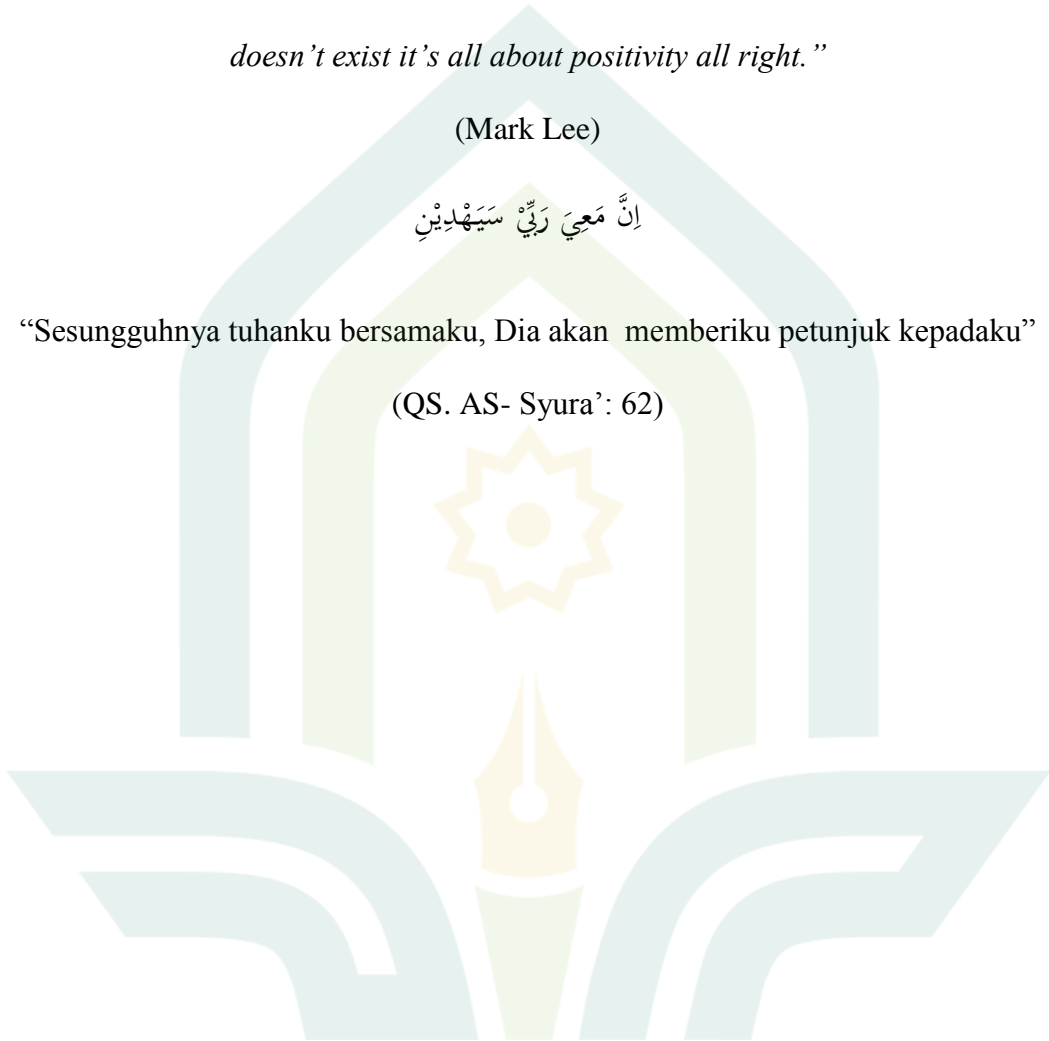 doesn’t exist it’s all about positivity all right.”
(Mark Lee)
اِنَّ مَعِيَ رَبِّيْ سَيَهْدِيْنِ
“Sesungguhnya tuhanku bersamaku, Dia akan  memberiku petunjuk kepadaku”
(QS. AS- Syura’: 62)